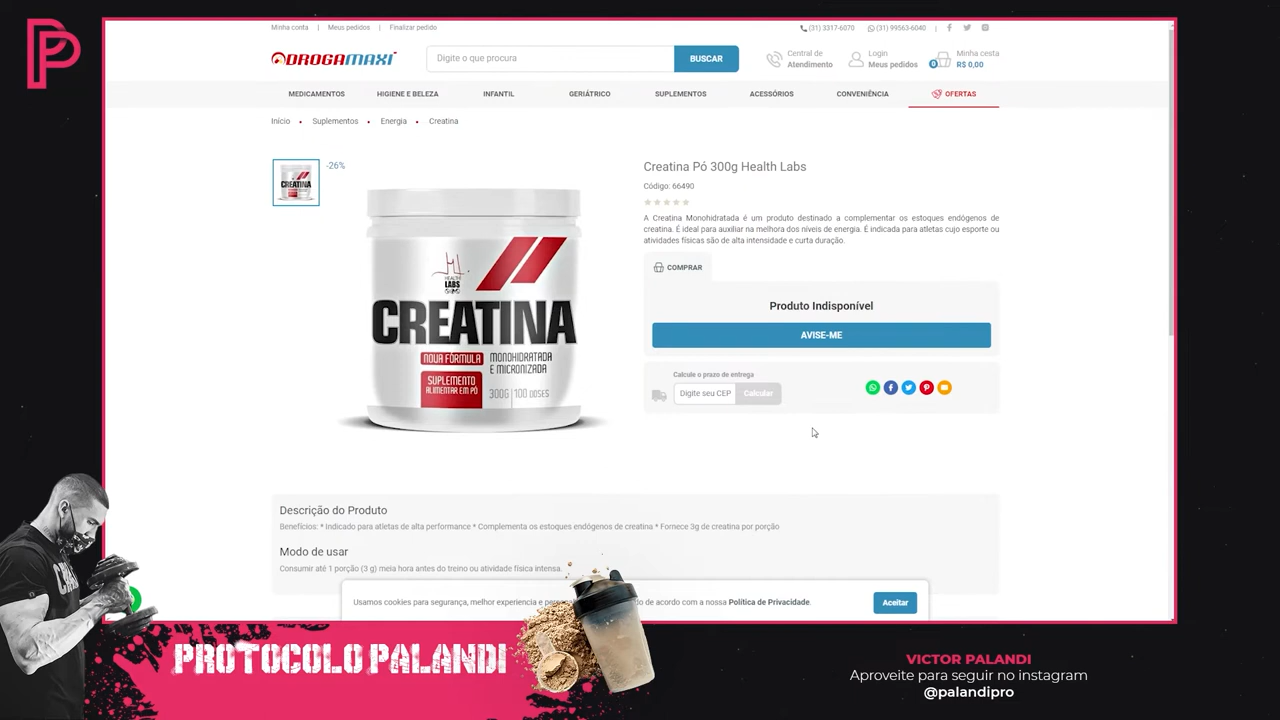 Minha conta | Meus pedidos | Finalizar pedido
(31) 3317-6070 (31) 99563-6040 |
DROGAMAXI
Digite o que procura
BUSCAR
Central de
Atendimento
Login
Meus pedidos
0
Minha cesta
R$ 0,00
MEDICAMENTOS HIGIENE E BELEZA INFANTIL GERIÁTRICO SUPLEMENTOS ACESSÓRIOS CONVENIÊNCIA OFERTAS
Início • Suplementos • Energia • Creatina
-26%
CREATINA
HEALTH
LABS
CREATINA
NOVA FÓRMULA
MONOHIDRATADA
E MICRONIZADA
SUPLEMENTO
ALIMENTAR EM PÓ
300G | 100 DOSES
Creatina Pó 300g Health Labs
Código: 66490
A Creatina Monohidratada é um produto destinado a complementar os estoques endógenos de
creatina. É ideal para auxiliar na melhora dos níveis de energia. É indicada para atletas cujo esporte ou
atividades físicas são de alta intensidade e curta duração.
COMPRAR
Produto Indisponível
AVISE-ME
Calcule o prazo de entrega
Digite seu CEP
Calcular
Descrição do Produto
Benefícios: * Indicado para atletas de alta performance * Complementa os estoques endógenos de creatina * Fornece 3g de creatina por porção
Modo de usar
Consumir até 1 porção (3 g) meia hora antes do treino ou atividade física intensa.
Usamos cookies para segurança, melhor experiencia e de acordo com a nossa Política de Privacidade.
Aceitar
PROTOCOLO PALANDI
VICTOR PALANDI
Aproveite para seguir no instagram
@palandipro